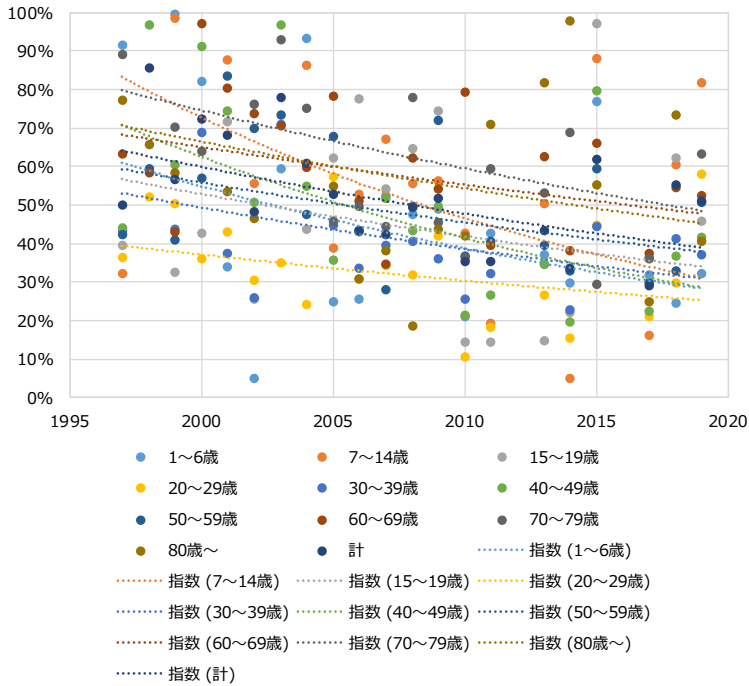 100%
90%
80%
70%
60%
50%
40%
30%
20%
10%
0%
1995 2000 2005 2010 2015 2020
1～6歳 7～14歳 15～19歳
20～29歳 30～39歳 40～49歳
50～59歳 60～69歳 70～79歳
80歳～ 計 指数 (1～6歳)
指数 (7～14歳) 指数 (15～19歳) 指数 (20～29歳)
指数 (30～39歳) 指数 (40～49歳) 指数 (50～59歳)
指数 (60～69歳) 指数 (70～79歳) 指数 (80歳～)
指数 (計)